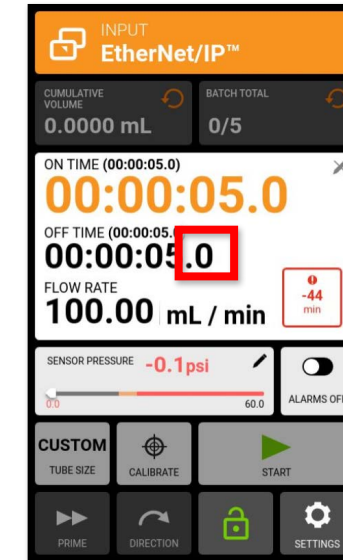 INPUT
EtherNet/IP™
CUMULATIVE VOLUME
BATCH TOTAL
0.0000 mL
0/5
ON TIME (00:00:05.0)
00:00:05.0
OFF TIME (00:00:05.
00:00:05.0
FLOW RATE
100.00 mL / min
-44
min
SENSOR PRESSURE -0.1psi
0.0
60.0
ALARMS OFF
CUSTOM
TUBE SIZE
CALIBRATE
START
PRIME
DIRECTION
SETTINGS